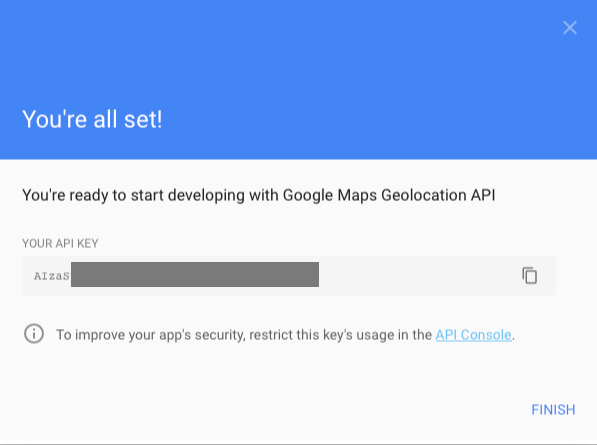 You're all set!
You're ready to start developing with Google Maps Geolocation API
YOUR API KEY
AIzaS
To improve your app's security, restrict this key's usage in the API Console.
FINISH